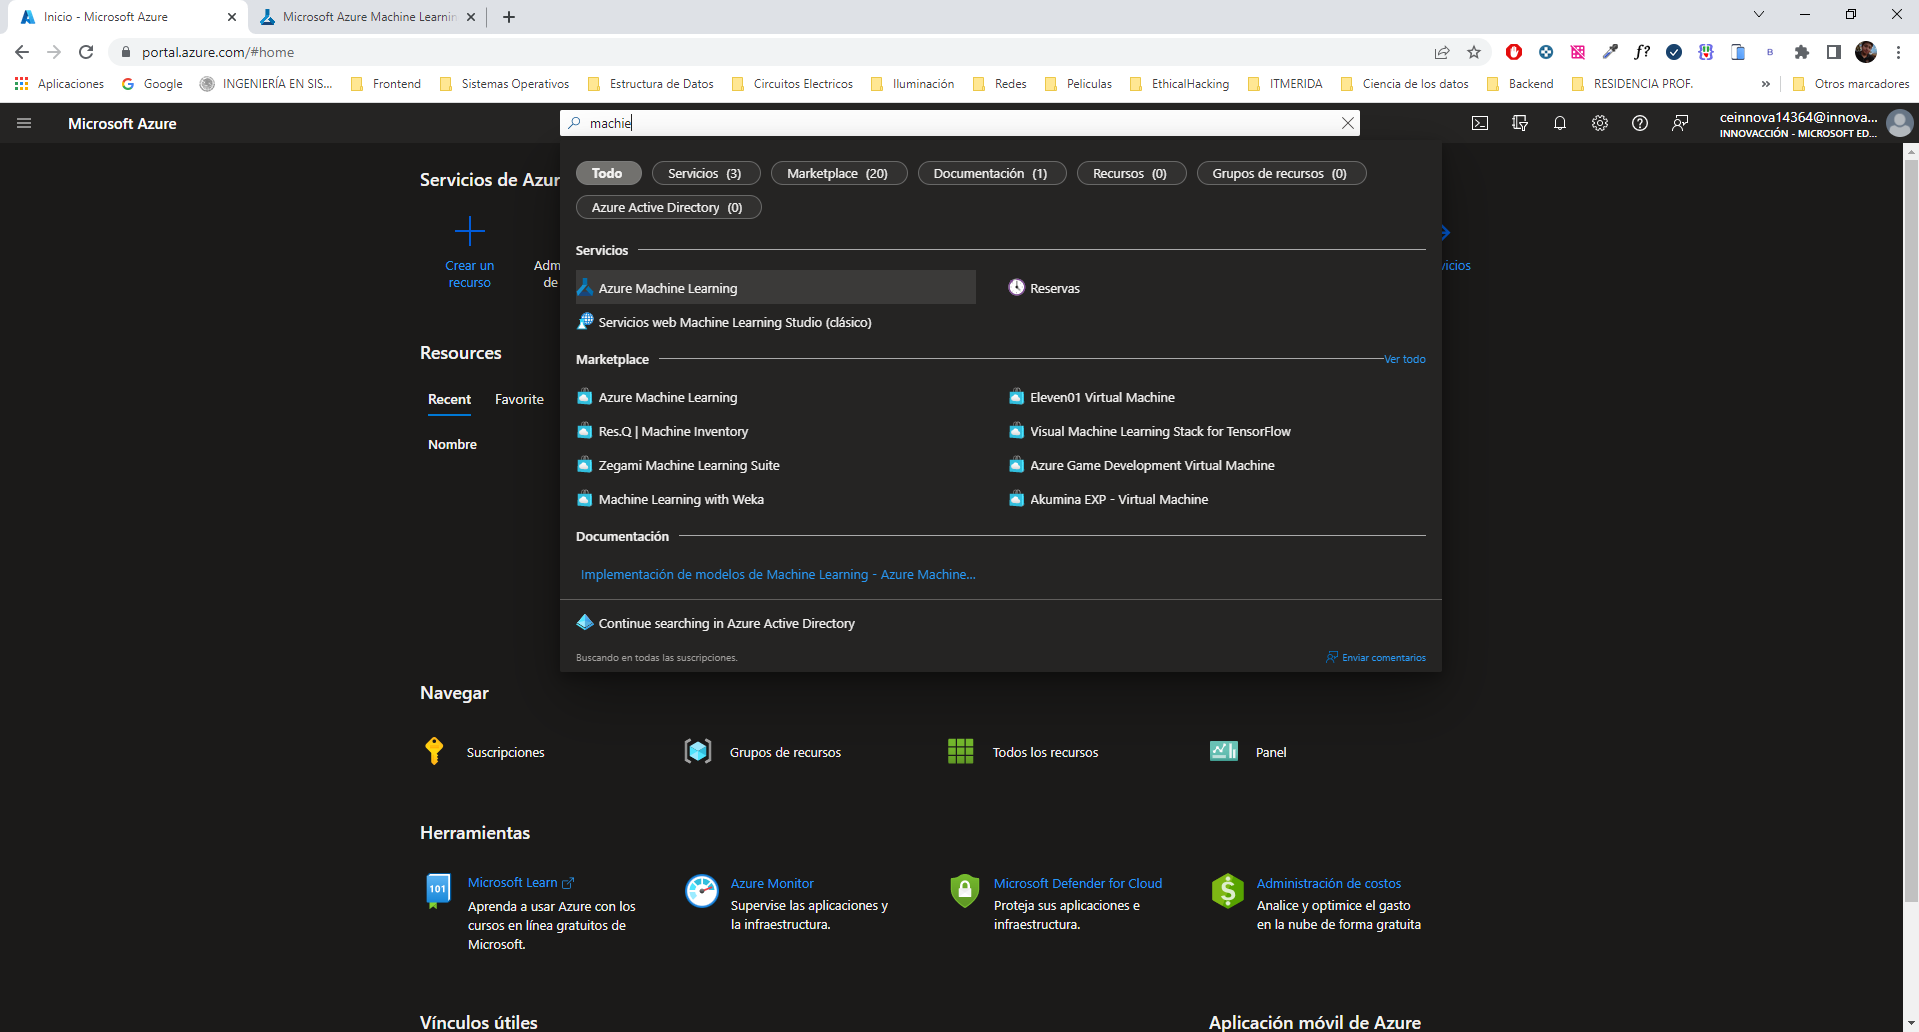 Inicio - Microsoft Azure
Microsoft Azure Machine Learnin
portal.azure.com/#home
f?
B
Aplicaciones
Google
INGENIERÍA EN SIS...
Frontend
Sistemas Operativos
Estructura de Datos
Circuitos Electricos
Iluminación
Redes
Peliculas
EthicalHacking
ITMERIDA
Ciencia de los datos
Backend
RESIDENCIA PROF.
»
Otros marcadores
Microsoft Azure
machie
ceinnova14364@innova...
INNOVACCIÓN - MICROSOFT ED...
Servicios de Azur
Crear un
recurso
Adm
de
vicios
Todo
Servicios (3)
Marketplace (20)
Documentación (1)
Recursos (0)
Grupos de recursos (0)
Azure Active Directory (0)
Servicios
Azure Machine Learning
Reservas
Servicios web Machine Learning Studio (clásico)
Marketplace
Ver todo
Azure Machine Learning
Eleven01 Virtual Machine
Res.Q | Machine Inventory
Visual Machine Learning Stack for TensorFlow
Zegami Machine Learning Suite
Azure Game Development Virtual Machine
Machine Learning with Weka
Akumina EXP - Virtual Machine
Documentación
Implementación de modelos de Machine Learning - Azure Machine...
Continue searching in Azure Active Directory
Buscando en todas las suscripciones.
Enviar comentarios
Resources
Recent
Favorite
Nombre
Navegar
Suscripciones
Grupos de recursos
Todos los recursos
Panel
Herramientas
101
Microsoft Learn
Aprenda a usar Azure con los
cursos en línea gratuitos de
Microsoft.
Azure Monitor
Supervise las aplicaciones y
la infraestructura.
Microsoft Defender for Cloud
Proteja sus aplicaciones e
infraestructura.
$
Administración de costos
Analice y optimice el gasto
en la nube de forma gratuita
Vínculos útiles
Aplicación móvil de Azure